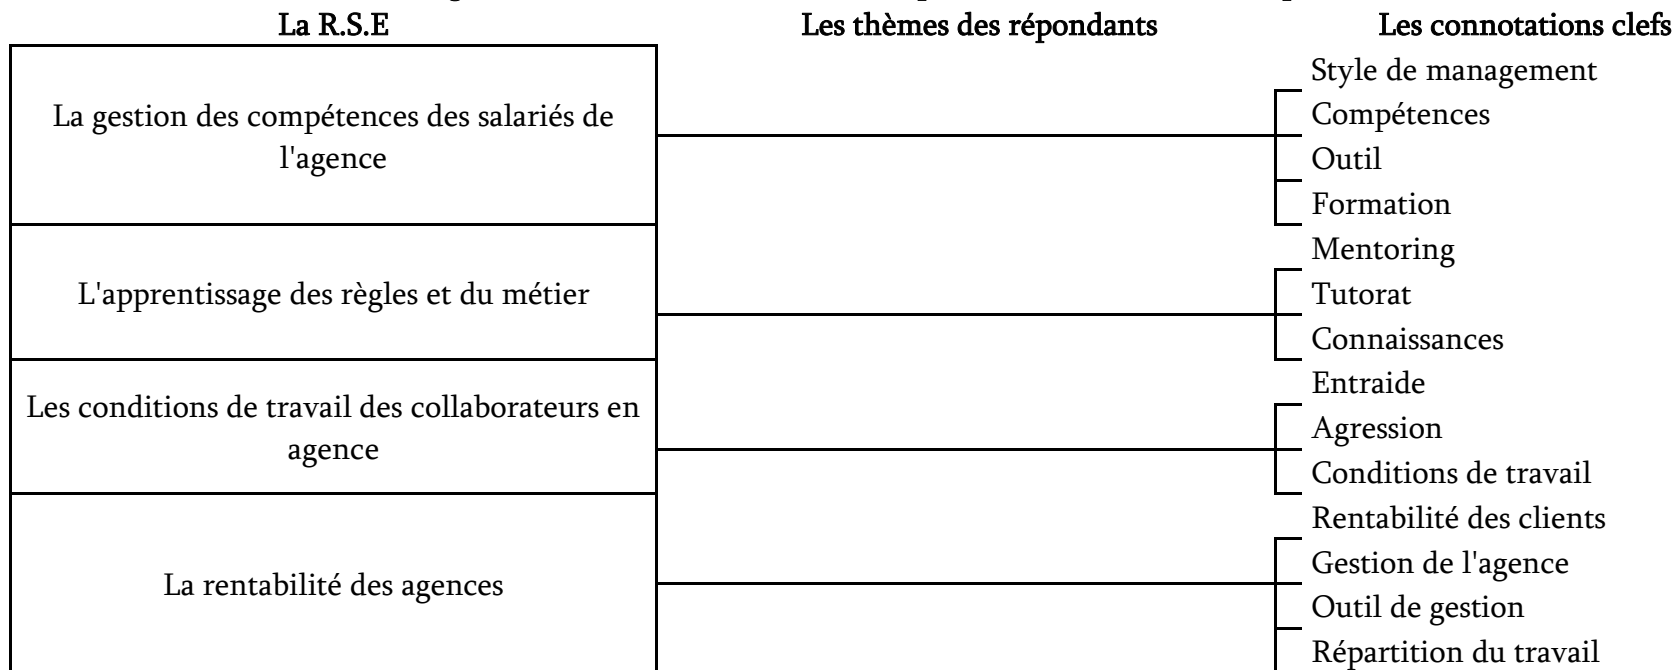 La R.S.E
Les thèmes des répondants
Les connotations clefs
La gestion des compétences des salariés de
l'agence
Style de management
Compétences
Outil
Formation
L'apprentissage des règles et du métier
Mentoring
Tutorat
Connaissances
Les conditions de travail des collaborateurs en
agence
Entraide
Agression
Conditions de travail
La rentabilité des agences
Rentabilité des clients
Gestion de l'agence
Outil de gestion
Répartition du travail